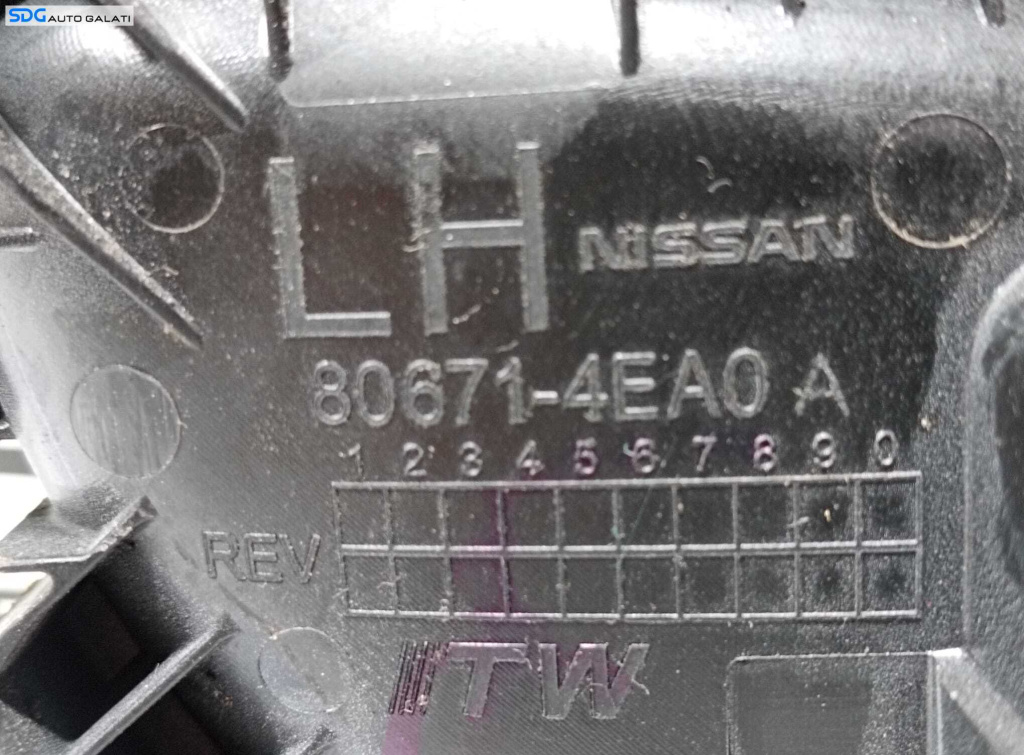 SDG AUTO GALATI
LH NISSAN
80671-4EA0 A
1 2 3 4 5 6 7 8 9 0
REV
ITW